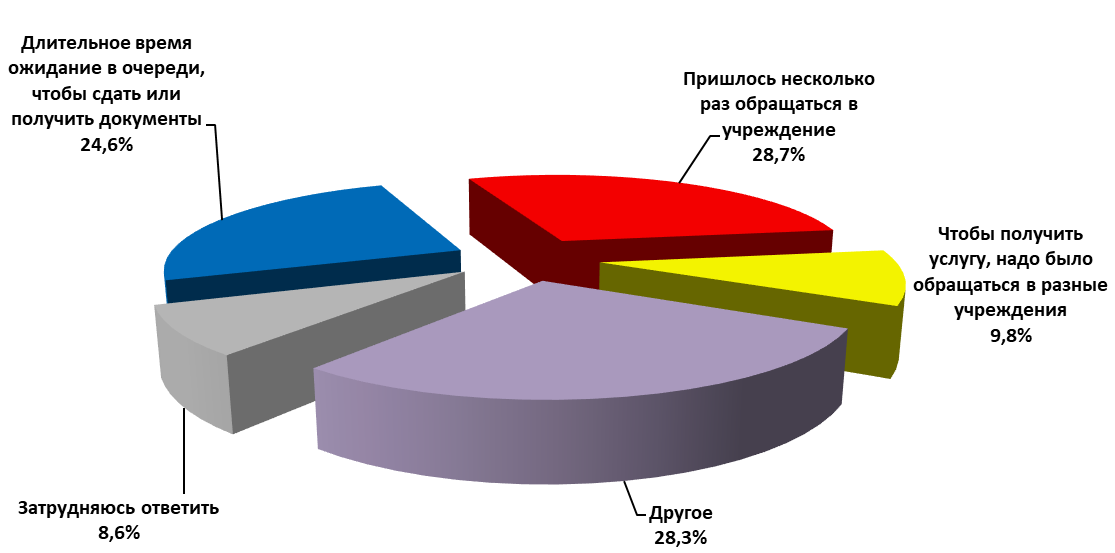 Длительное время
ожидание в очереди,
чтобы сдать или
получить документы
24,6%
Пришлось несколько
раз обращаться в
учреждение
28,7%
Чтобы получить
услугу, надо было
обращаться в разные
учреждения
9,8%
Затрудняюсь ответить
8,6%
Другое
28,3%